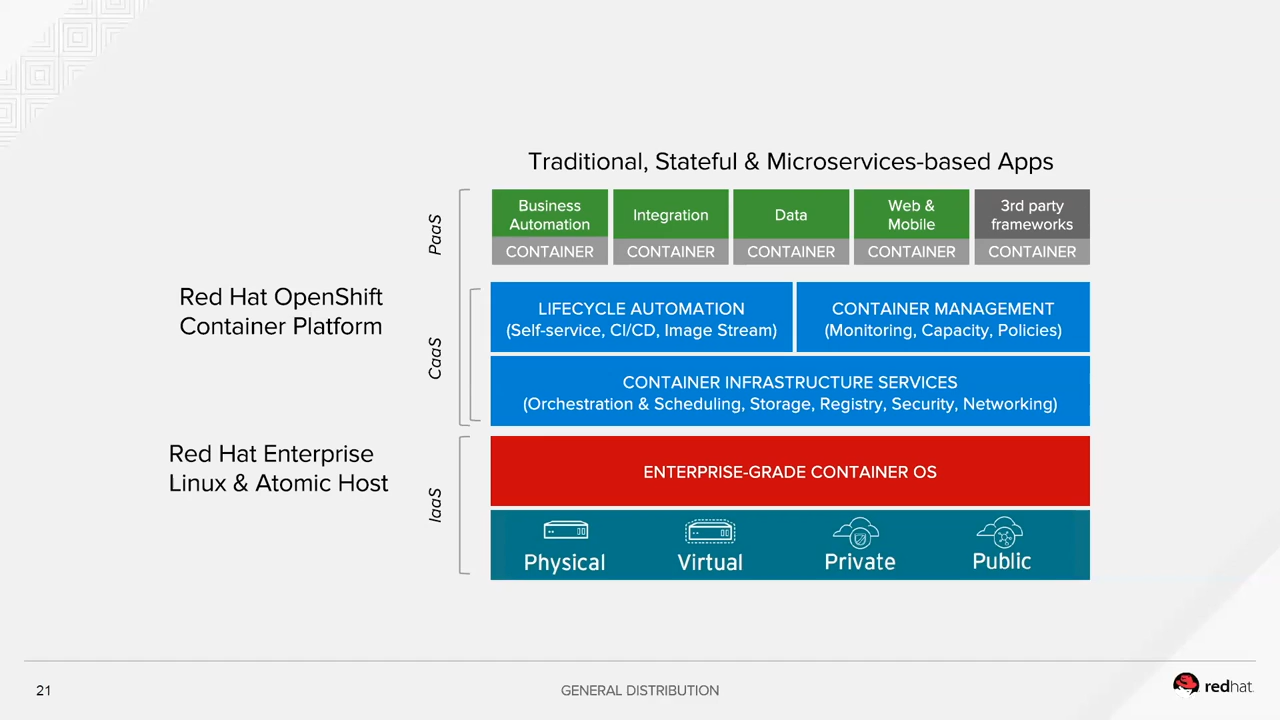 Traditional, Stateful & Microservices-based Apps
PaaS
Business
Automation
CONTAINER
Integration
CONTAINER
Data
CONTAINER
Web &
Mobile
CONTAINER
3rd party
frameworks
CONTAINER
Red Hat OpenShift
Container Platform
CaaS
LIFECYCLE AUTOMATION
(Self-service, CI/CD, Image Stream)
CONTAINER MANAGEMENT
(Monitoring, Capacity, Policies)
CONTAINER INFRASTRUCTURE SERVICES
(Orchestration & Scheduling, Storage, Registry, Security, Networking)
Red Hat Enterprise
Linux & Atomic Host
IaaS
ENTERPRISE-GRADE CONTAINER OS
Physical
Virtual
Private
Public
21
GENERAL DISTRIBUTION
redhat.